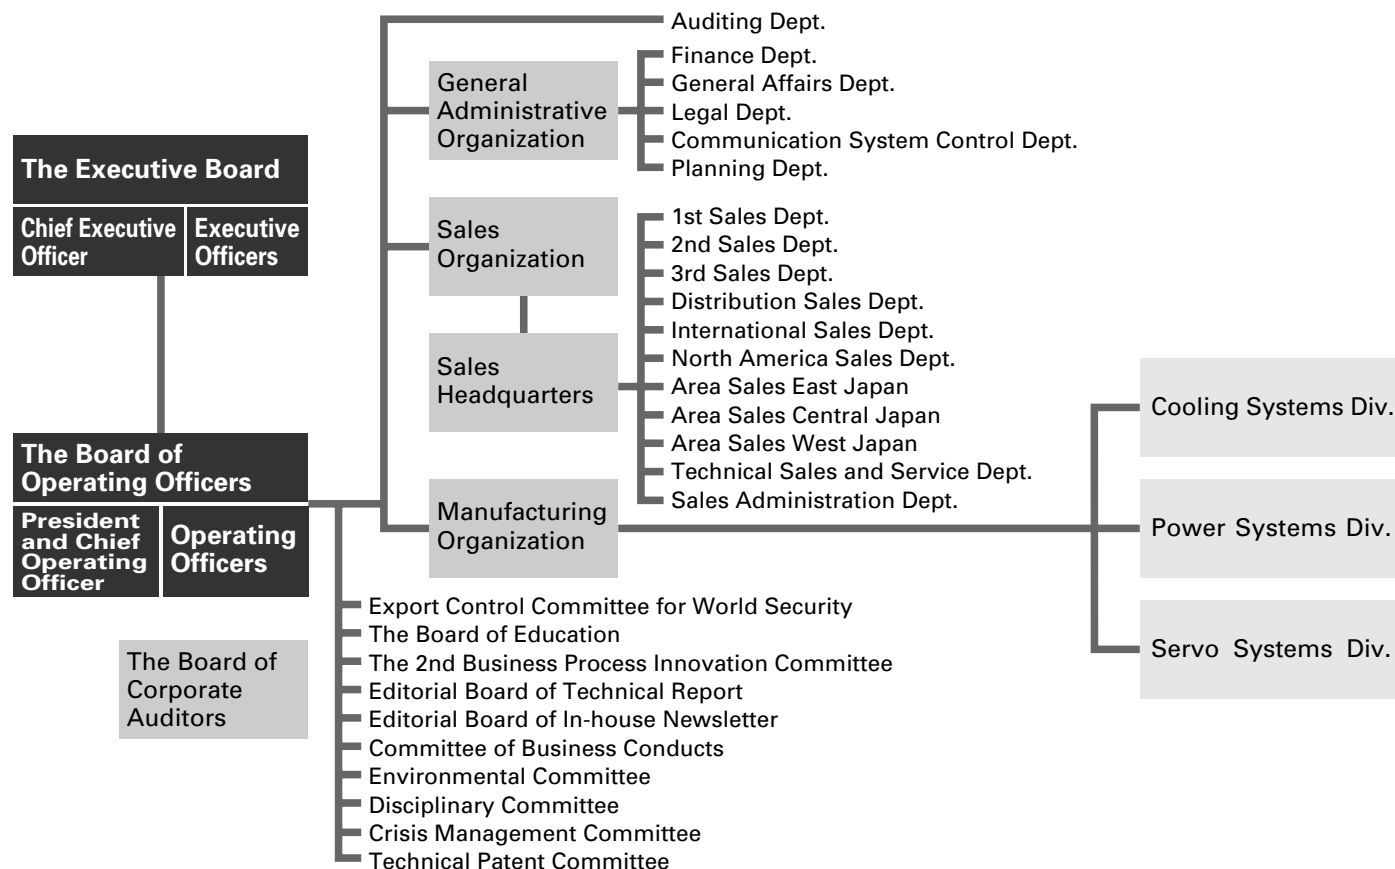 The Executive Board
Chief Executive
Officer
Executive
Officers
The Board of
Operating Officers
President
and Chief
Operating
Officer
Operating
Officers
The Board of
Corporate
Auditors
Auditing Dept.
General
Administrative
Organization
Finance Dept.
General Affairs Dept.
Legal Dept.
Communication System Control Dept.
Planning Dept.
Sales
Organization
Sales
Headquarters
1st Sales Dept.
2nd Sales Dept.
3rd Sales Dept.
Distribution Sales Dept.
International Sales Dept.
North America Sales Dept.
Area Sales East Japan
Area Sales Central Japan
Area Sales West Japan
Technical Sales and Service Dept.
Sales Administration Dept.
Manufacturing
Organization
Cooling Systems Div.
Power Systems Div.
Servo Systems Div.
Export Control Committee for World Security
The Board of Education
The 2nd Business Process Innovation Committee
Editorial Board of Technical Report
Editorial Board of In-house Newsletter
Committee of Business Conducts
Environmental Committee
Disciplinary Committee
Crisis Management Committee
Technical Patent Committee